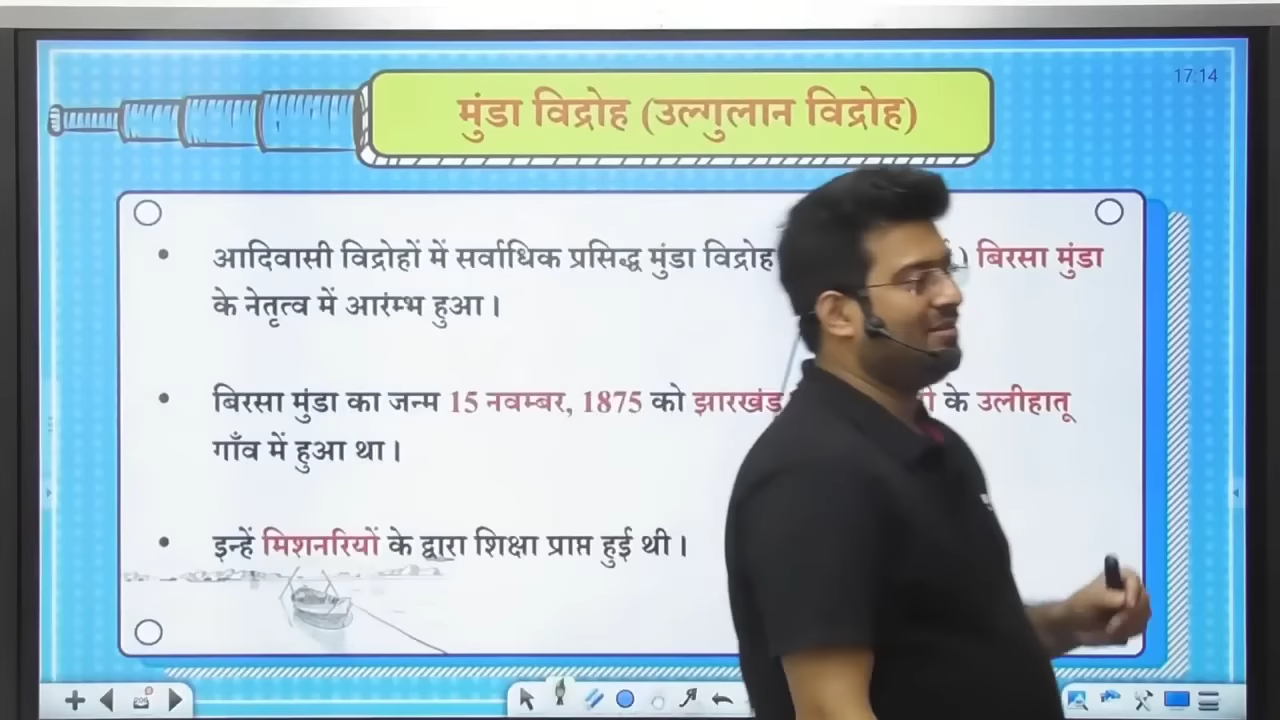 17:14
मुंडा विद्रोह (उल्गुलान विद्रोह)
• आदिवासी विद्रोहों में सर्वाधिक प्रसिद्ध मुंडा विद्रोह ) बिरसा मुंडा
के नेतृत्व में आरंम्भ हुआ।
• बिरसा मुंडा का जन्म 15 नवम्बर, 1875 को झारखंड के उलीहातू
गाँव में हुआ था।
• इन्हें मिशनरियों के द्वारा शिक्षा प्राप्त हुई थी।